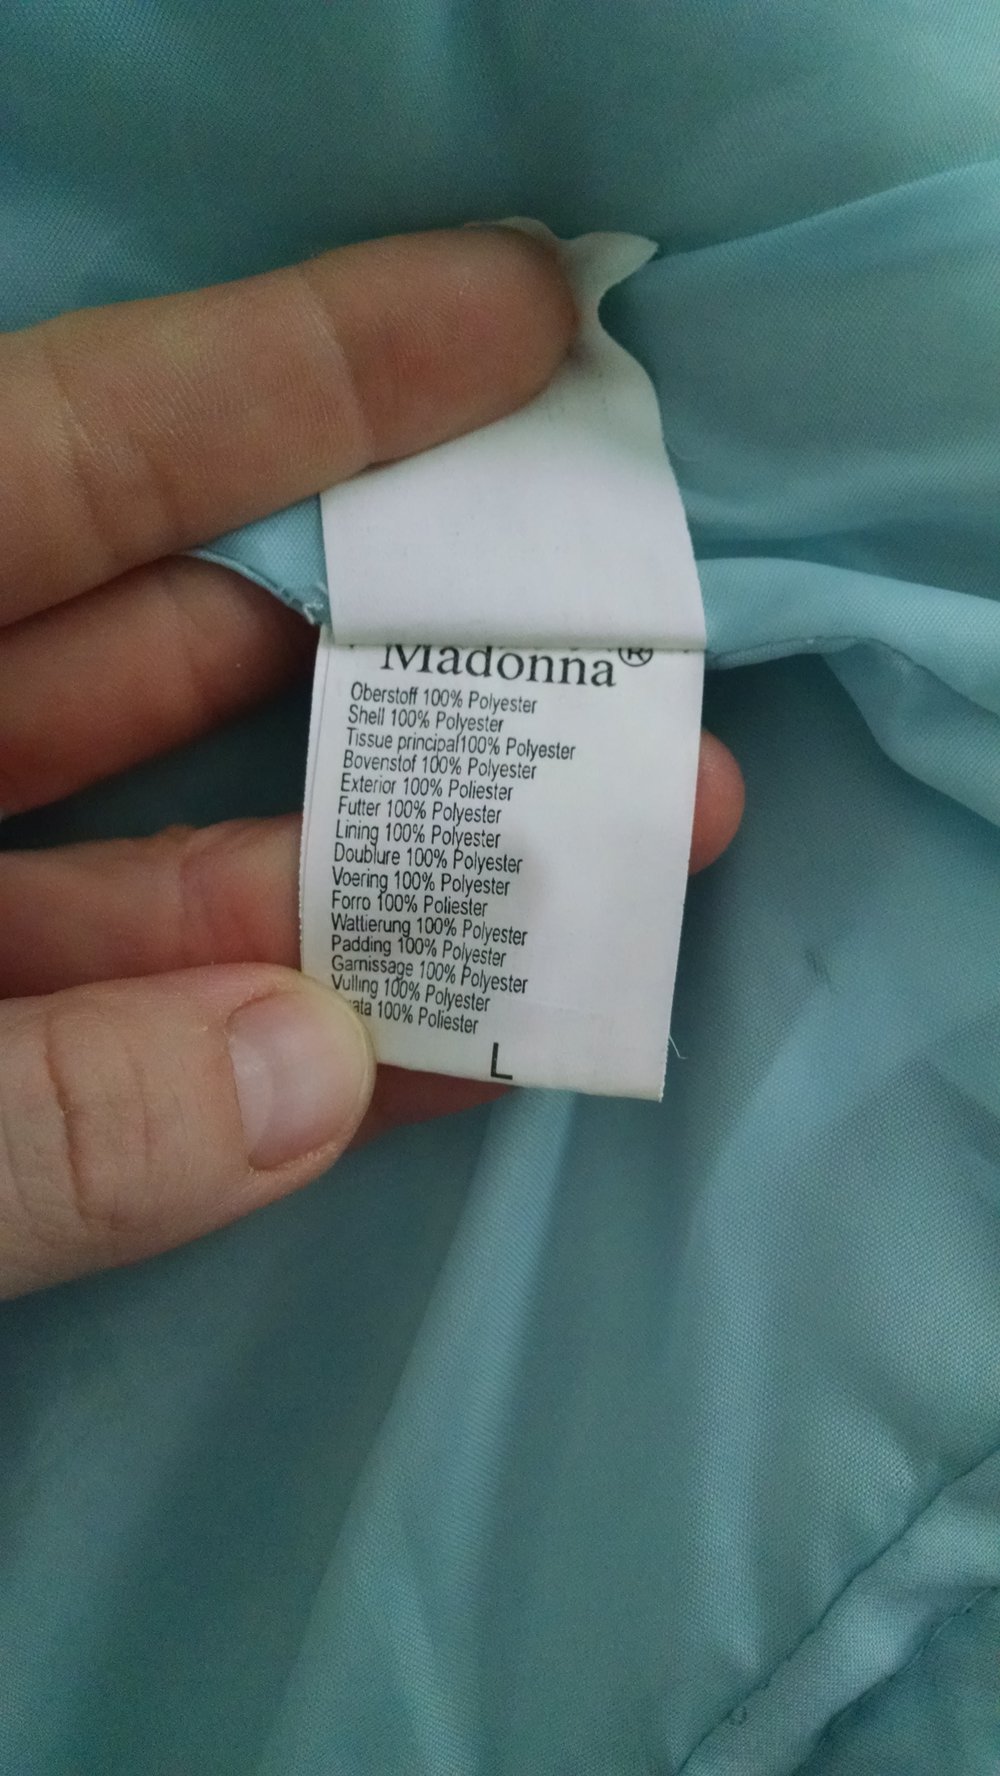 Madonna®
Oberstoff 100% Polyester
Shell 100% Polyester
Tissue principal100% Polyester
Bovenstof 100% Polyester
Exterior 100% Poliester
Futter 100% Polyester
Lining 100% Polyester
Doublure 100% Polyester
Voering 100% Polyester
Forro 100% Poliester
Wattierung 100% Polyester
Padding 100% Polyester
Garnissage 100% Polyester
Vulling 100% Polyester
100% Poliester
L